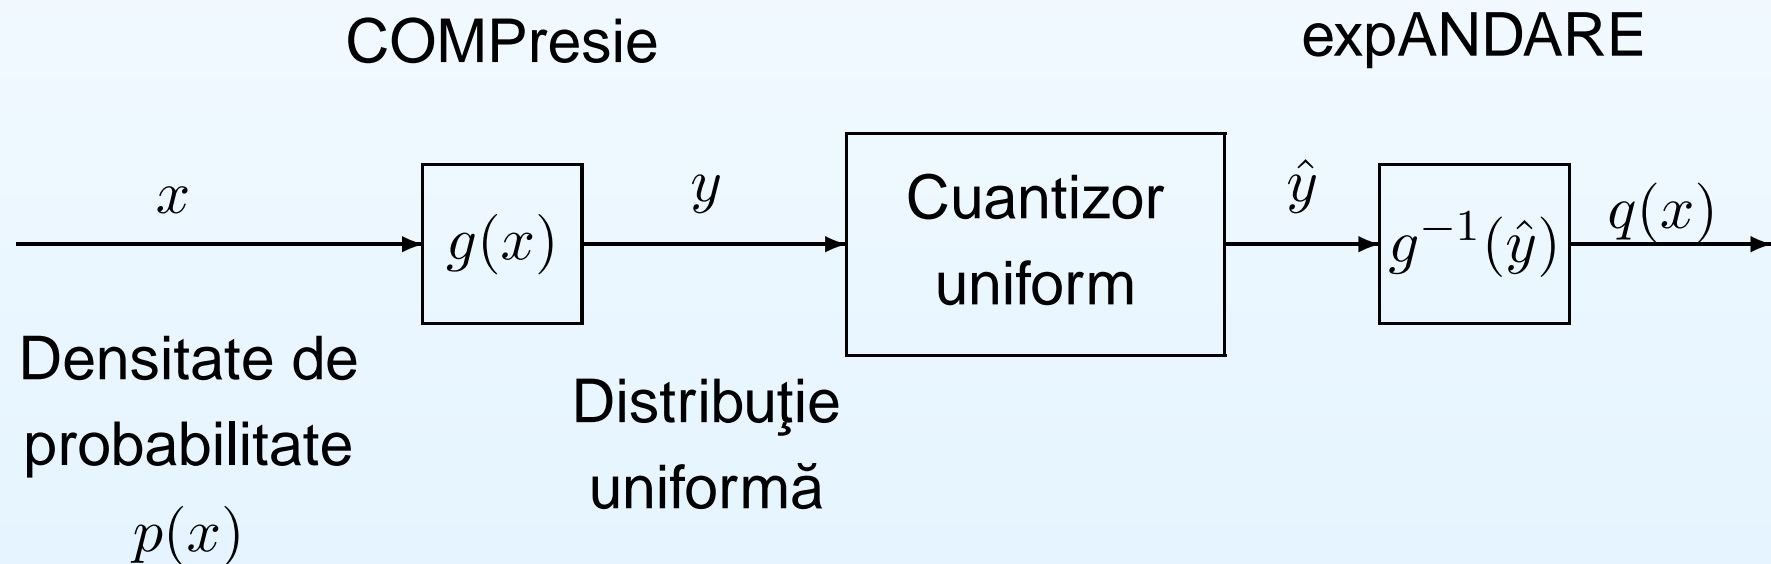 COMPresie
expANDARE
x
g(x)
y
Cuantizor
uniform
ŷ
g⁻¹(ŷ)
q(x)
Densitate de
probabilitate
p(x)
Distribuţie
uniformă